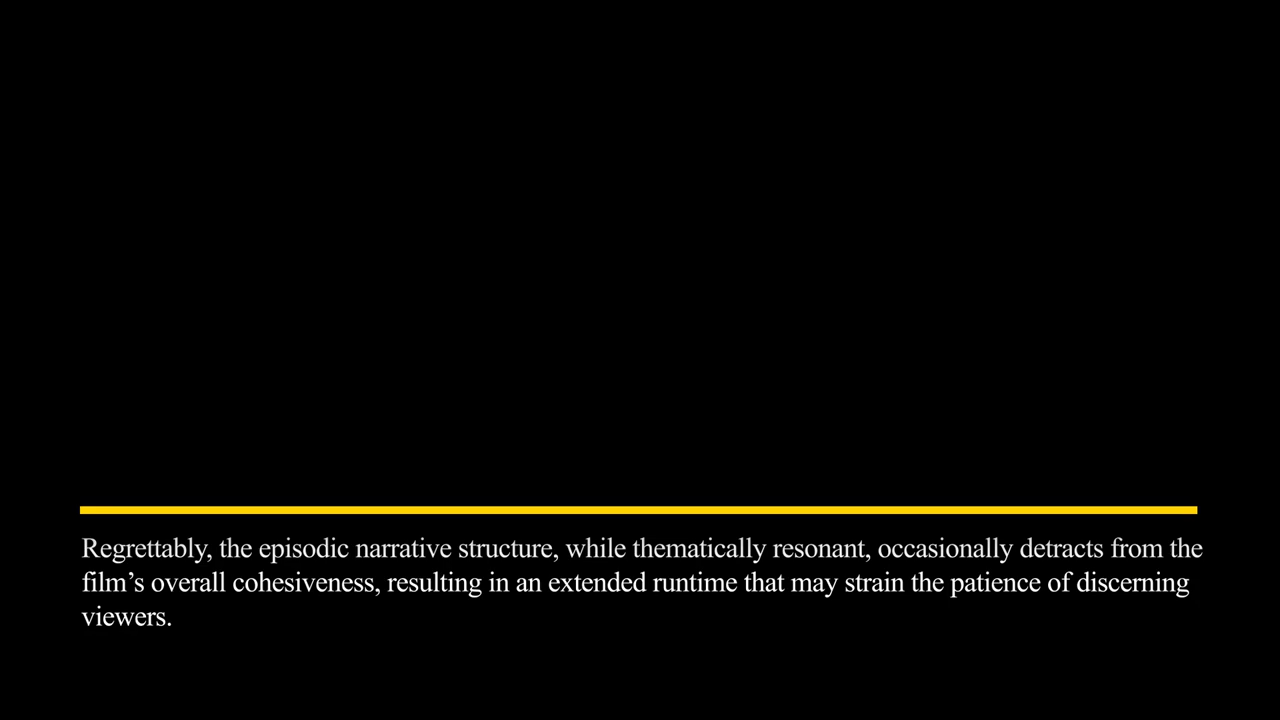 Regrettably, the episodic narrative structure, while thematically resonant, occasionally detracts from the
film’s overall cohesiveness, resulting in an extended runtime that may strain the patience of discerning
viewers.